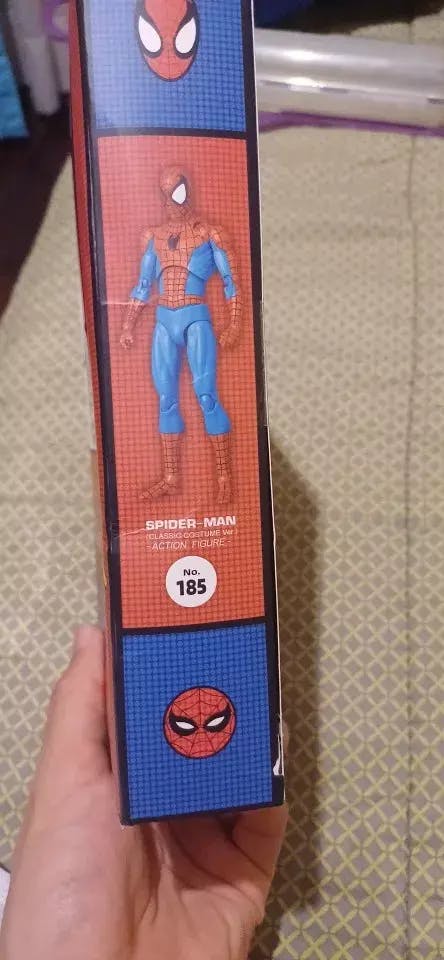 SPIDER-MAN
(CLASSIC COSTUME Ver.)
-ACTION FIGURE-
No.
185